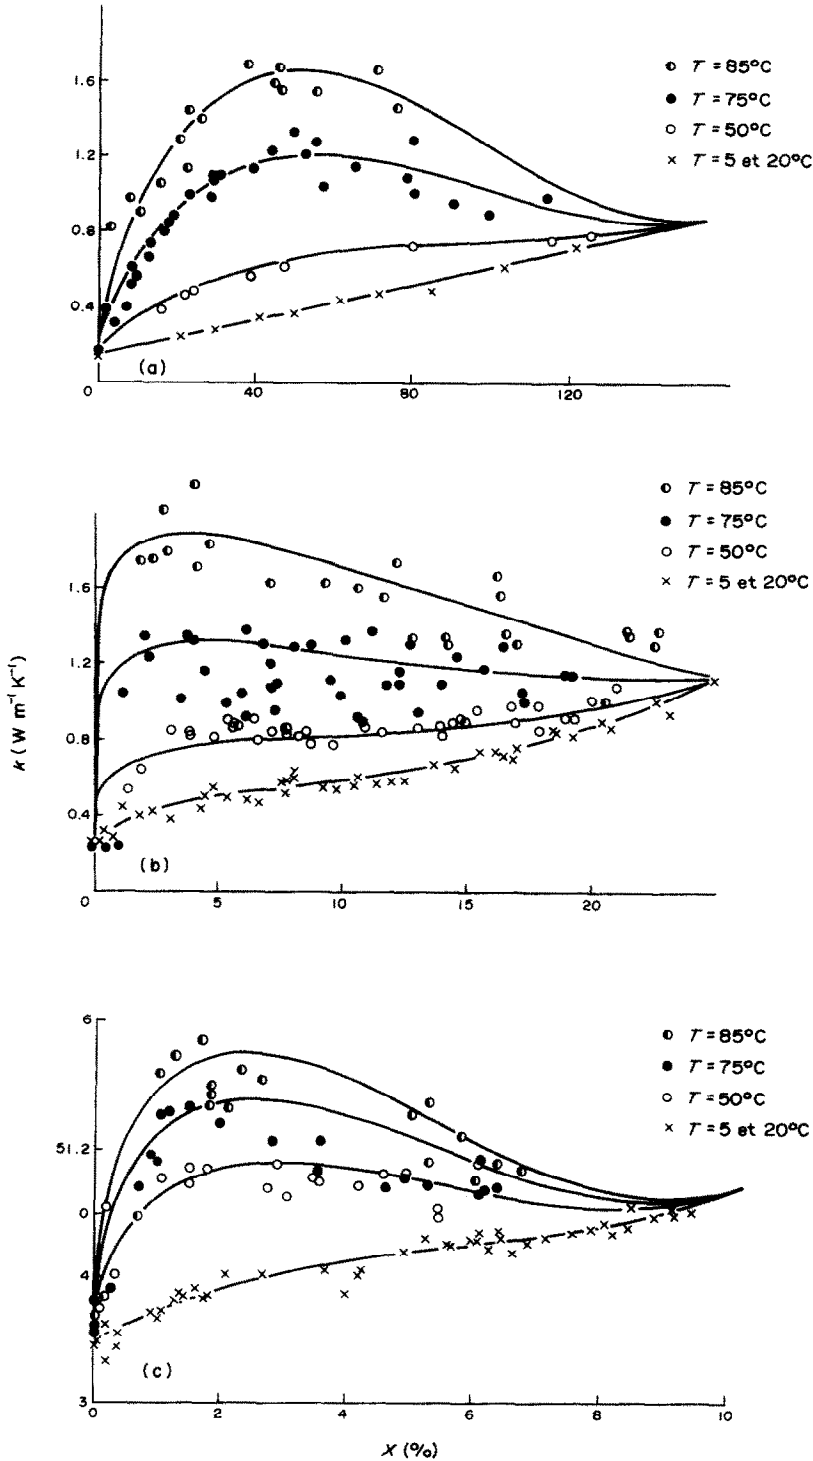 1.6
1.2
0.8
0.4
0
40
80
120
(a)
T = 85°C
T = 75°C
T = 50°C
T = 5 et 20°C
k (W m⁻¹ K⁻¹)
1.6
1.2
0.8
0.4
0
5
10
15
20
(b)
T = 85°C
T = 75°C
T = 50°C
T = 5 et 20°C
6
51.2
0
4
3
0
2
4
6
8
10
(c)
T = 85°C
T = 75°C
T = 50°C
T = 5 et 20°C
X (%)